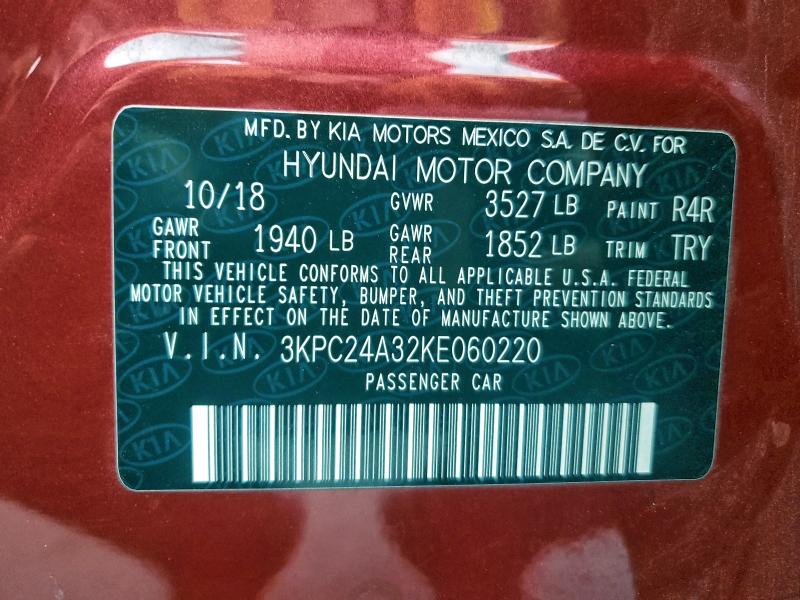 MFD. BY KIA MOTORS MEXICO S.A. DE C.V. FOR
HYUNDAI MOTOR COMPANY
10/18 GVWR 3527 LB PAINT R4R
GAWR FRONT 1940 LB GAWR REAR 1852 LB TRIM TRY
THIS VEHICLE CONFORMS TO ALL APPLICABLE U.S.A. FEDERAL
MOTOR VEHICLE SAFETY, BUMPER, AND THEFT PREVENTION STANDARDS
IN EFFECT ON THE DATE OF MANUFACTURE SHOWN ABOVE.
V.I.N. 3KPC24A32KE060220
PASSENGER CAR